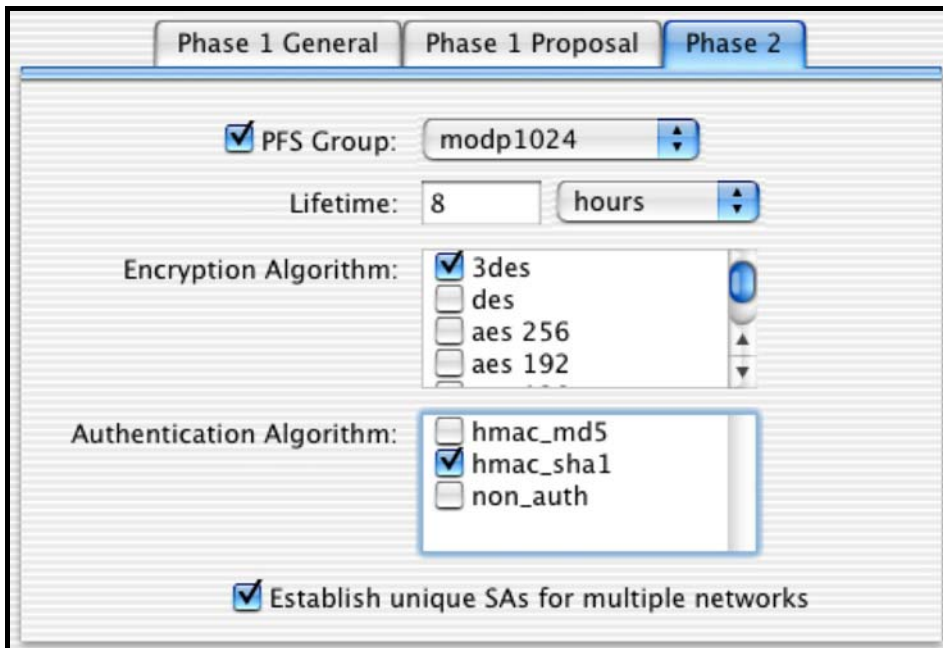 Phase 1 General Phase 1 Proposal Phase 2
PFS Group: modp1024
Lifetime: 8 hours
Encryption Algorithm: 3des
des
aes 256
aes 192
Authentication Algorithm: hmac_md5
hmac_sha1
non_auth
Establish unique SAs for multiple networks